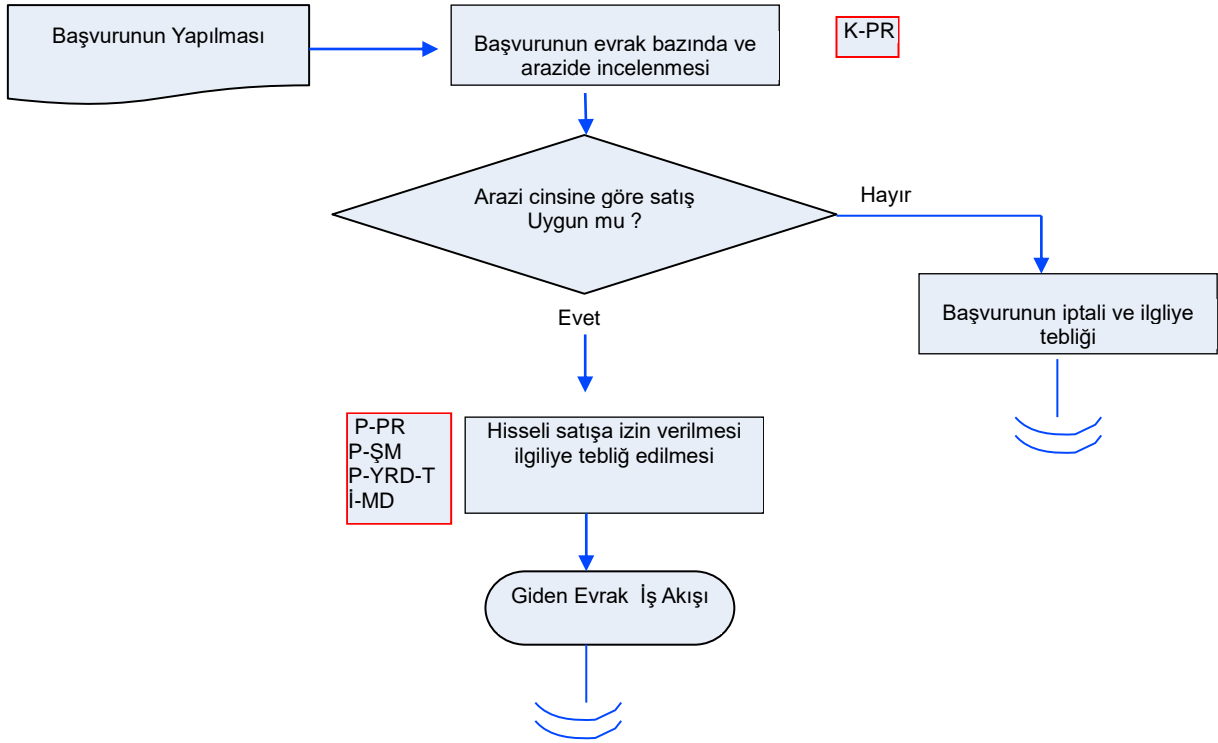 Başvurunun Yapılması
Başvurunun evrak bazında ve
arazide incelenmesi
K-PR
Arazi cinsine göre satış
Uygun mu ?
Hayır
Başvurunun iptali ve ilgliye
tebliği
Evet
P-PR
P-ŞM
P-YRD-T
İ-MD
Hisseli satışa izin verilmesi
ilgiliye tebliğ edilmesi
Giden Evrak İş Akışı